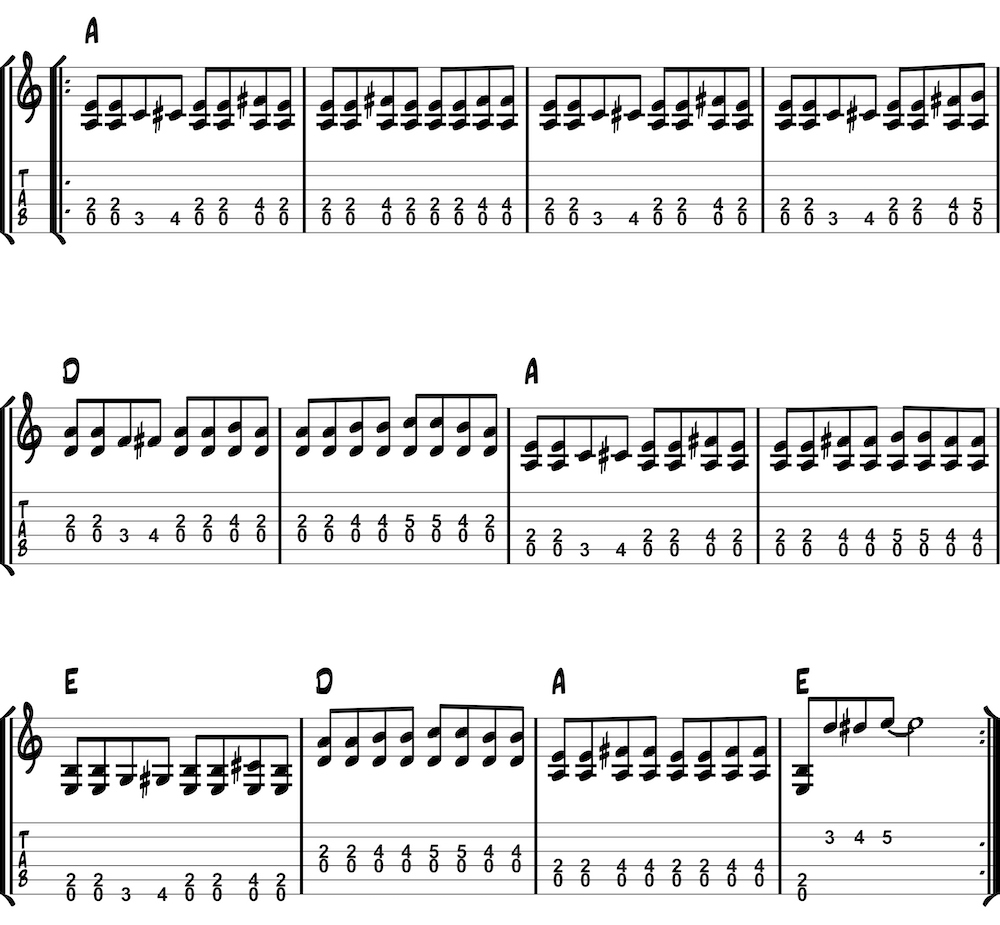 A
T 2 2 2 2 4 2 2 2 4 2 2 2 4 4 2 2 2 2 4 2 2 2 2 2 4 5
A 0 0 3 4 0 0 0 0 0 0 0 0 0 0 0 0 0 0 3 4 0 0 0 0 0 0 3 4 0 0 0 0
B
D A
T 2 2 2 2 4 2 2 2 4 4 5 5 4 2
A 0 0 3 4 0 0 0 0 0 0 0 0 0 0 0 0 2 2 2 2 4 2 2 2 4 4 5 5 4 4
B 0 0 3 4 0 0 0 0 0 0 0 0 0 0 0 0
E D A E
T 3 4 5
A 2 2 4 4 5 5 4 4
0 0 0 0 0 0 0 0 2 2 4 4 2 2 4 4
B 2 2 2 2 4 2 0 0 0 0 0 0 0 0 2
0 0 3 4 0 0 0 0 0